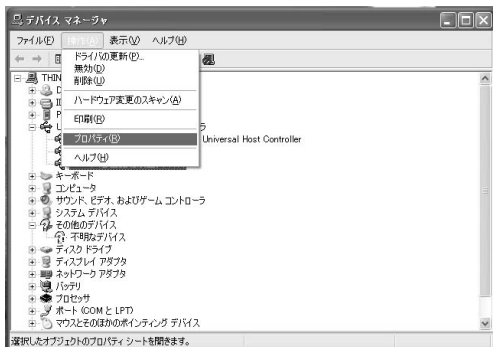 デバイス マネージャ
ファイル(F) 操作(A) 表示(V) ヘルプ(H)
ドライバの更新(P)...
無効(D)
削除(U)
ハードウェア変更のスキャン(A)
印刷(R)
プロパティ(R)
ヘルプ(H)
THIN
Universal Host Controller
キーボード
コンピュータ
サウンド、ビデオ、およびゲーム コントローラ
システム デバイス
その他のデバイス
不明なデバイス
ディスク ドライブ
ディスプレイ アダプタ
ネットワーク アダプタ
バッテリ
プロセッサ
ポート (COM と LPT)
マウスとそのほかのポインティング デバイス
選択したオブジェクトのプロパティ シートを開きます。